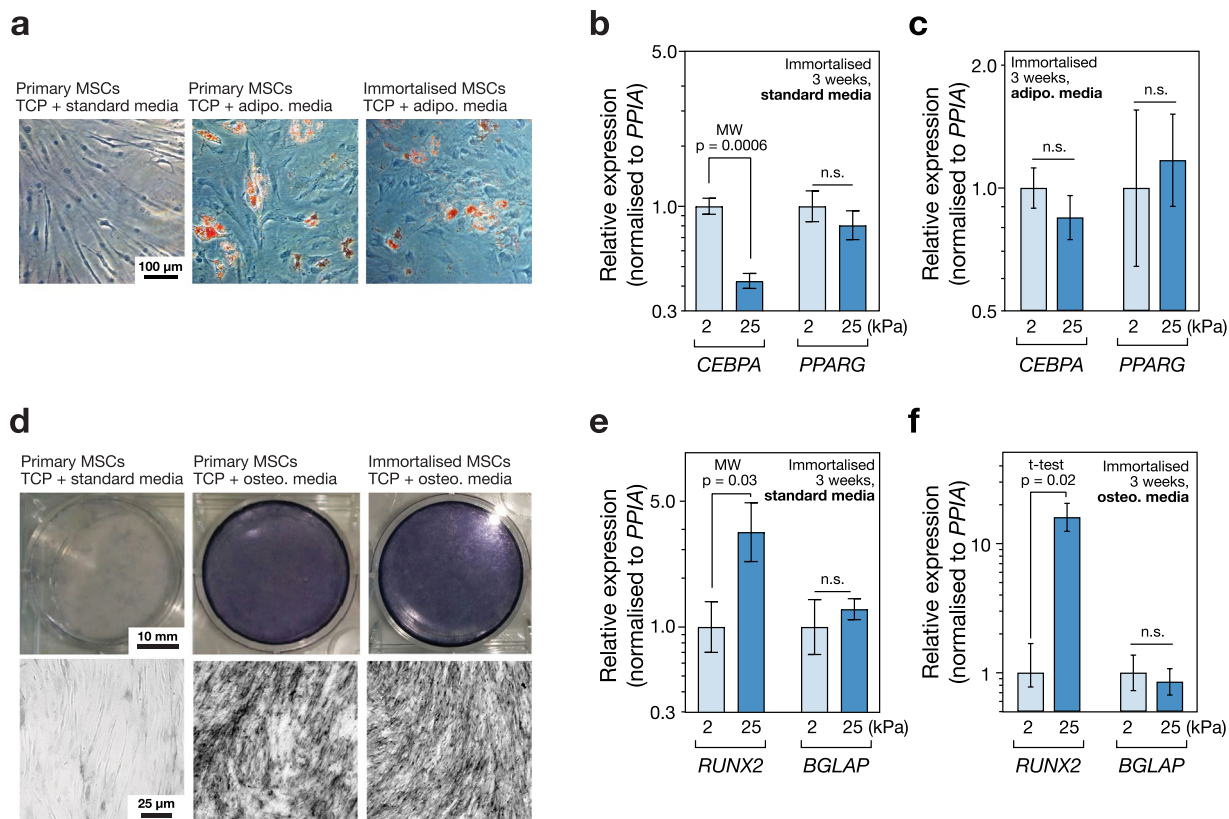 a
Primary MSCs
TCP + standard media
Primary MSCs
TCP + adipo. media
Immortalised MSCs
TCP + adipo. media
100 µm
b
Relative expression
(normalised to PPIA)
5.0
1.0
0.3
Immortalised
3 weeks,
standard media
MW
p = 0.0006
n.s.
2 25 2 25 (kPa)
CEBPA PPARG
c
Relative expression
(normalised to PPIA)
2.0
1.0
0.5
Immortalised
3 weeks,
adipo. media
n.s.
n.s.
2 25 2 25 (kPa)
CEBPA PPARG
d
Primary MSCs
TCP + standard media
Primary MSCs
TCP + osteo. media
Immortalised MSCs
TCP + osteo. media
10 mm
25 µm
e
Relative expression
(normalised to PPIA)
5.0
1.0
0.3
MW
p = 0.03
Immortalised
3 weeks,
standard media
n.s.
2 25 2 25 (kPa)
RUNX2 BGLAP
f
Relative expression
(normalised to PPIA)
10
1
t-test
p = 0.02
Immortalised
3 weeks,
osteo. media
n.s.
2 25 2 25 (kPa)
RUNX2 BGLAP